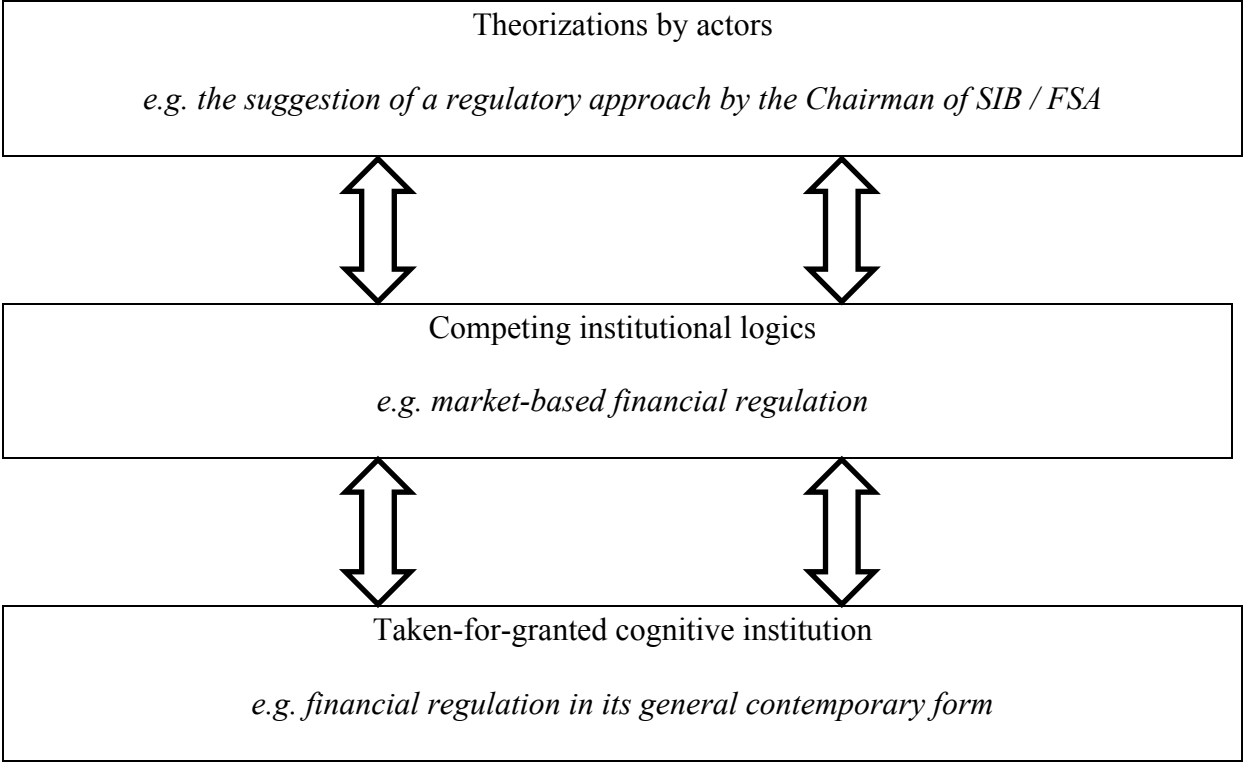 Theorizations by actors
e.g. the suggestion of a regulatory approach by the Chairman of SIB / FSA
Competing institutional logics
e.g. market-based financial regulation
Taken-for-granted cognitive institution
e.g. financial regulation in its general contemporary form